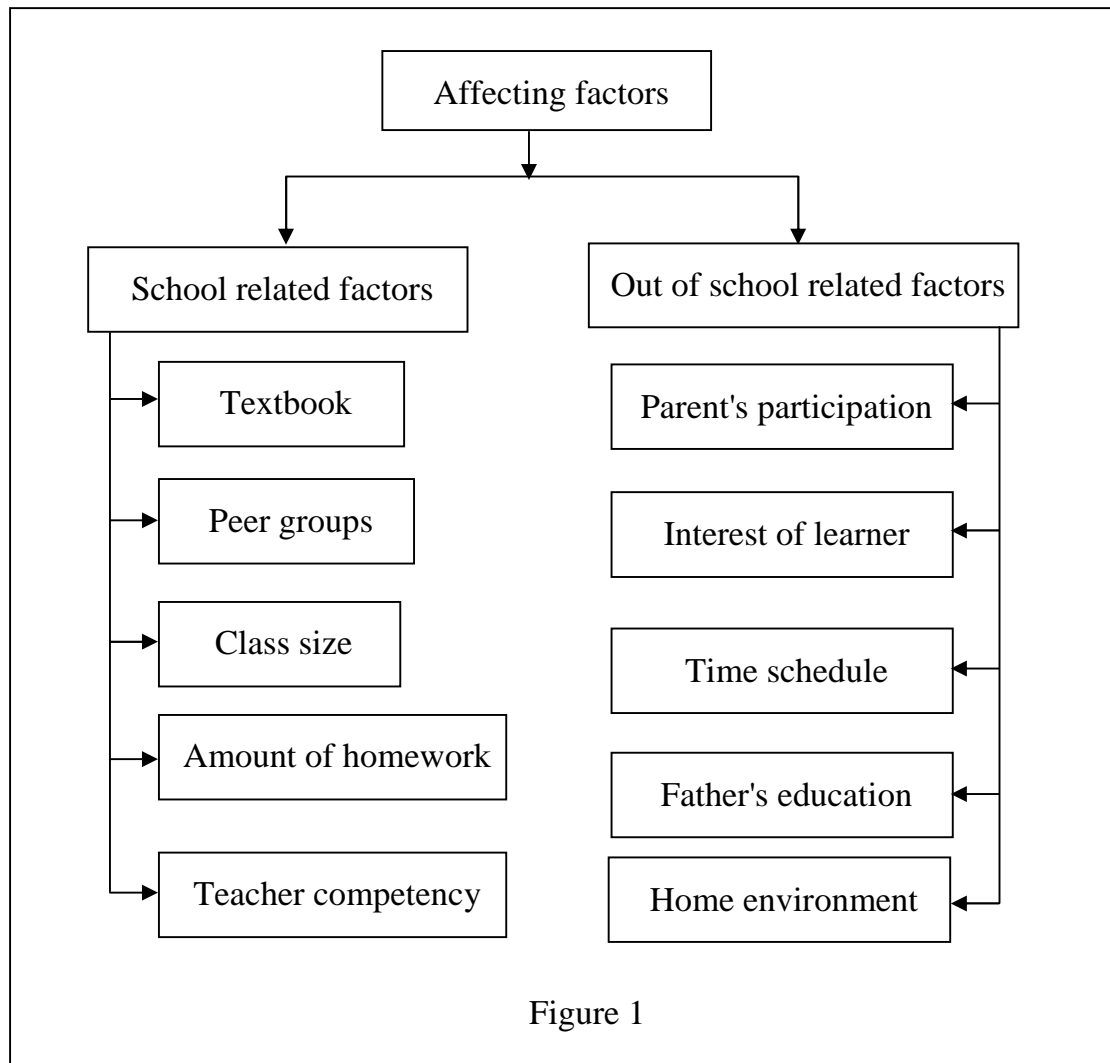 Affecting factors
School related factors
Textbook
Peer groups
Class size
Amount of homework
Teacher competency
Out of school related factors
Parent's participation
Interest of learner
Time schedule
Father's education
Home environment
Figure 1